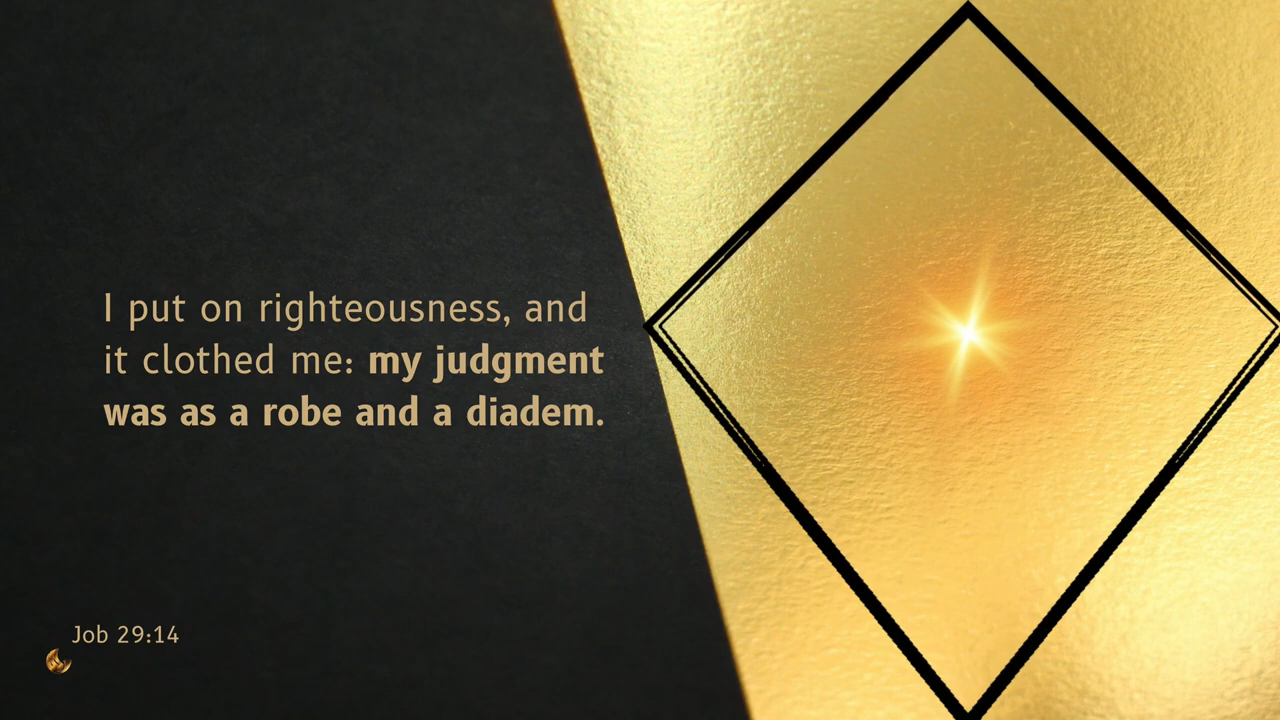 I put on righteousness, and
it clothed me: my judgment
was as a robe and a diadem.
Job 29:14